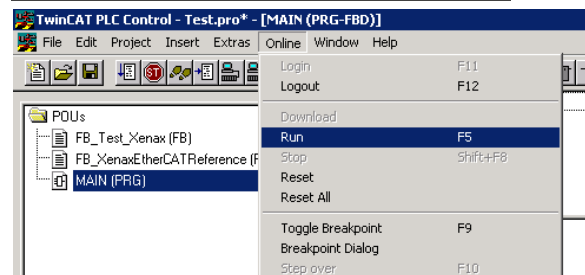 TwinCAT PLC Control - Test.pro* - [MAIN (PRG-FBD)]
File Edit Project Insert Extras Online Window Help
Login F11
Logout F12
POUs
Download
FB_Test_Xenax (FB)
Run F5
FB_XenaxEtherCATReference (F
Stop Shift+F8
MAIN (PRG)
Reset
Reset All
Toggle Breakpoint F9
Breakpoint Dialog
Step over F10